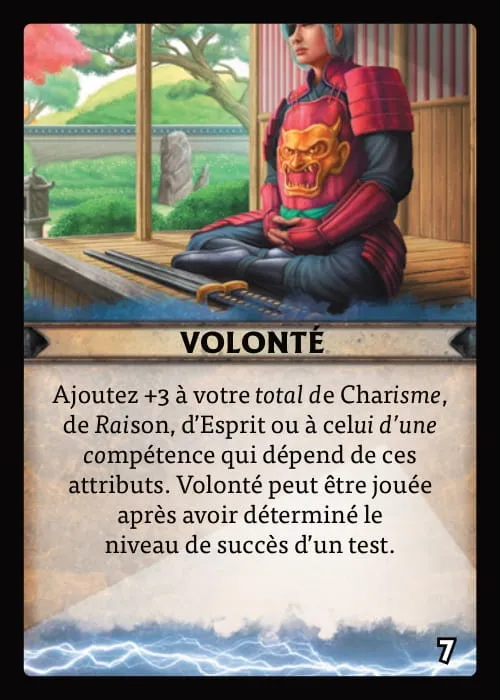 VOLONTÉ
Ajoutez +3 à votre total de Charisme,
de Raison, d’Esprit ou à celui d’une
compétence qui dépend de ces
attributs. Volonté peut être jouée
après avoir déterminé le
niveau de succès d’un test.
7